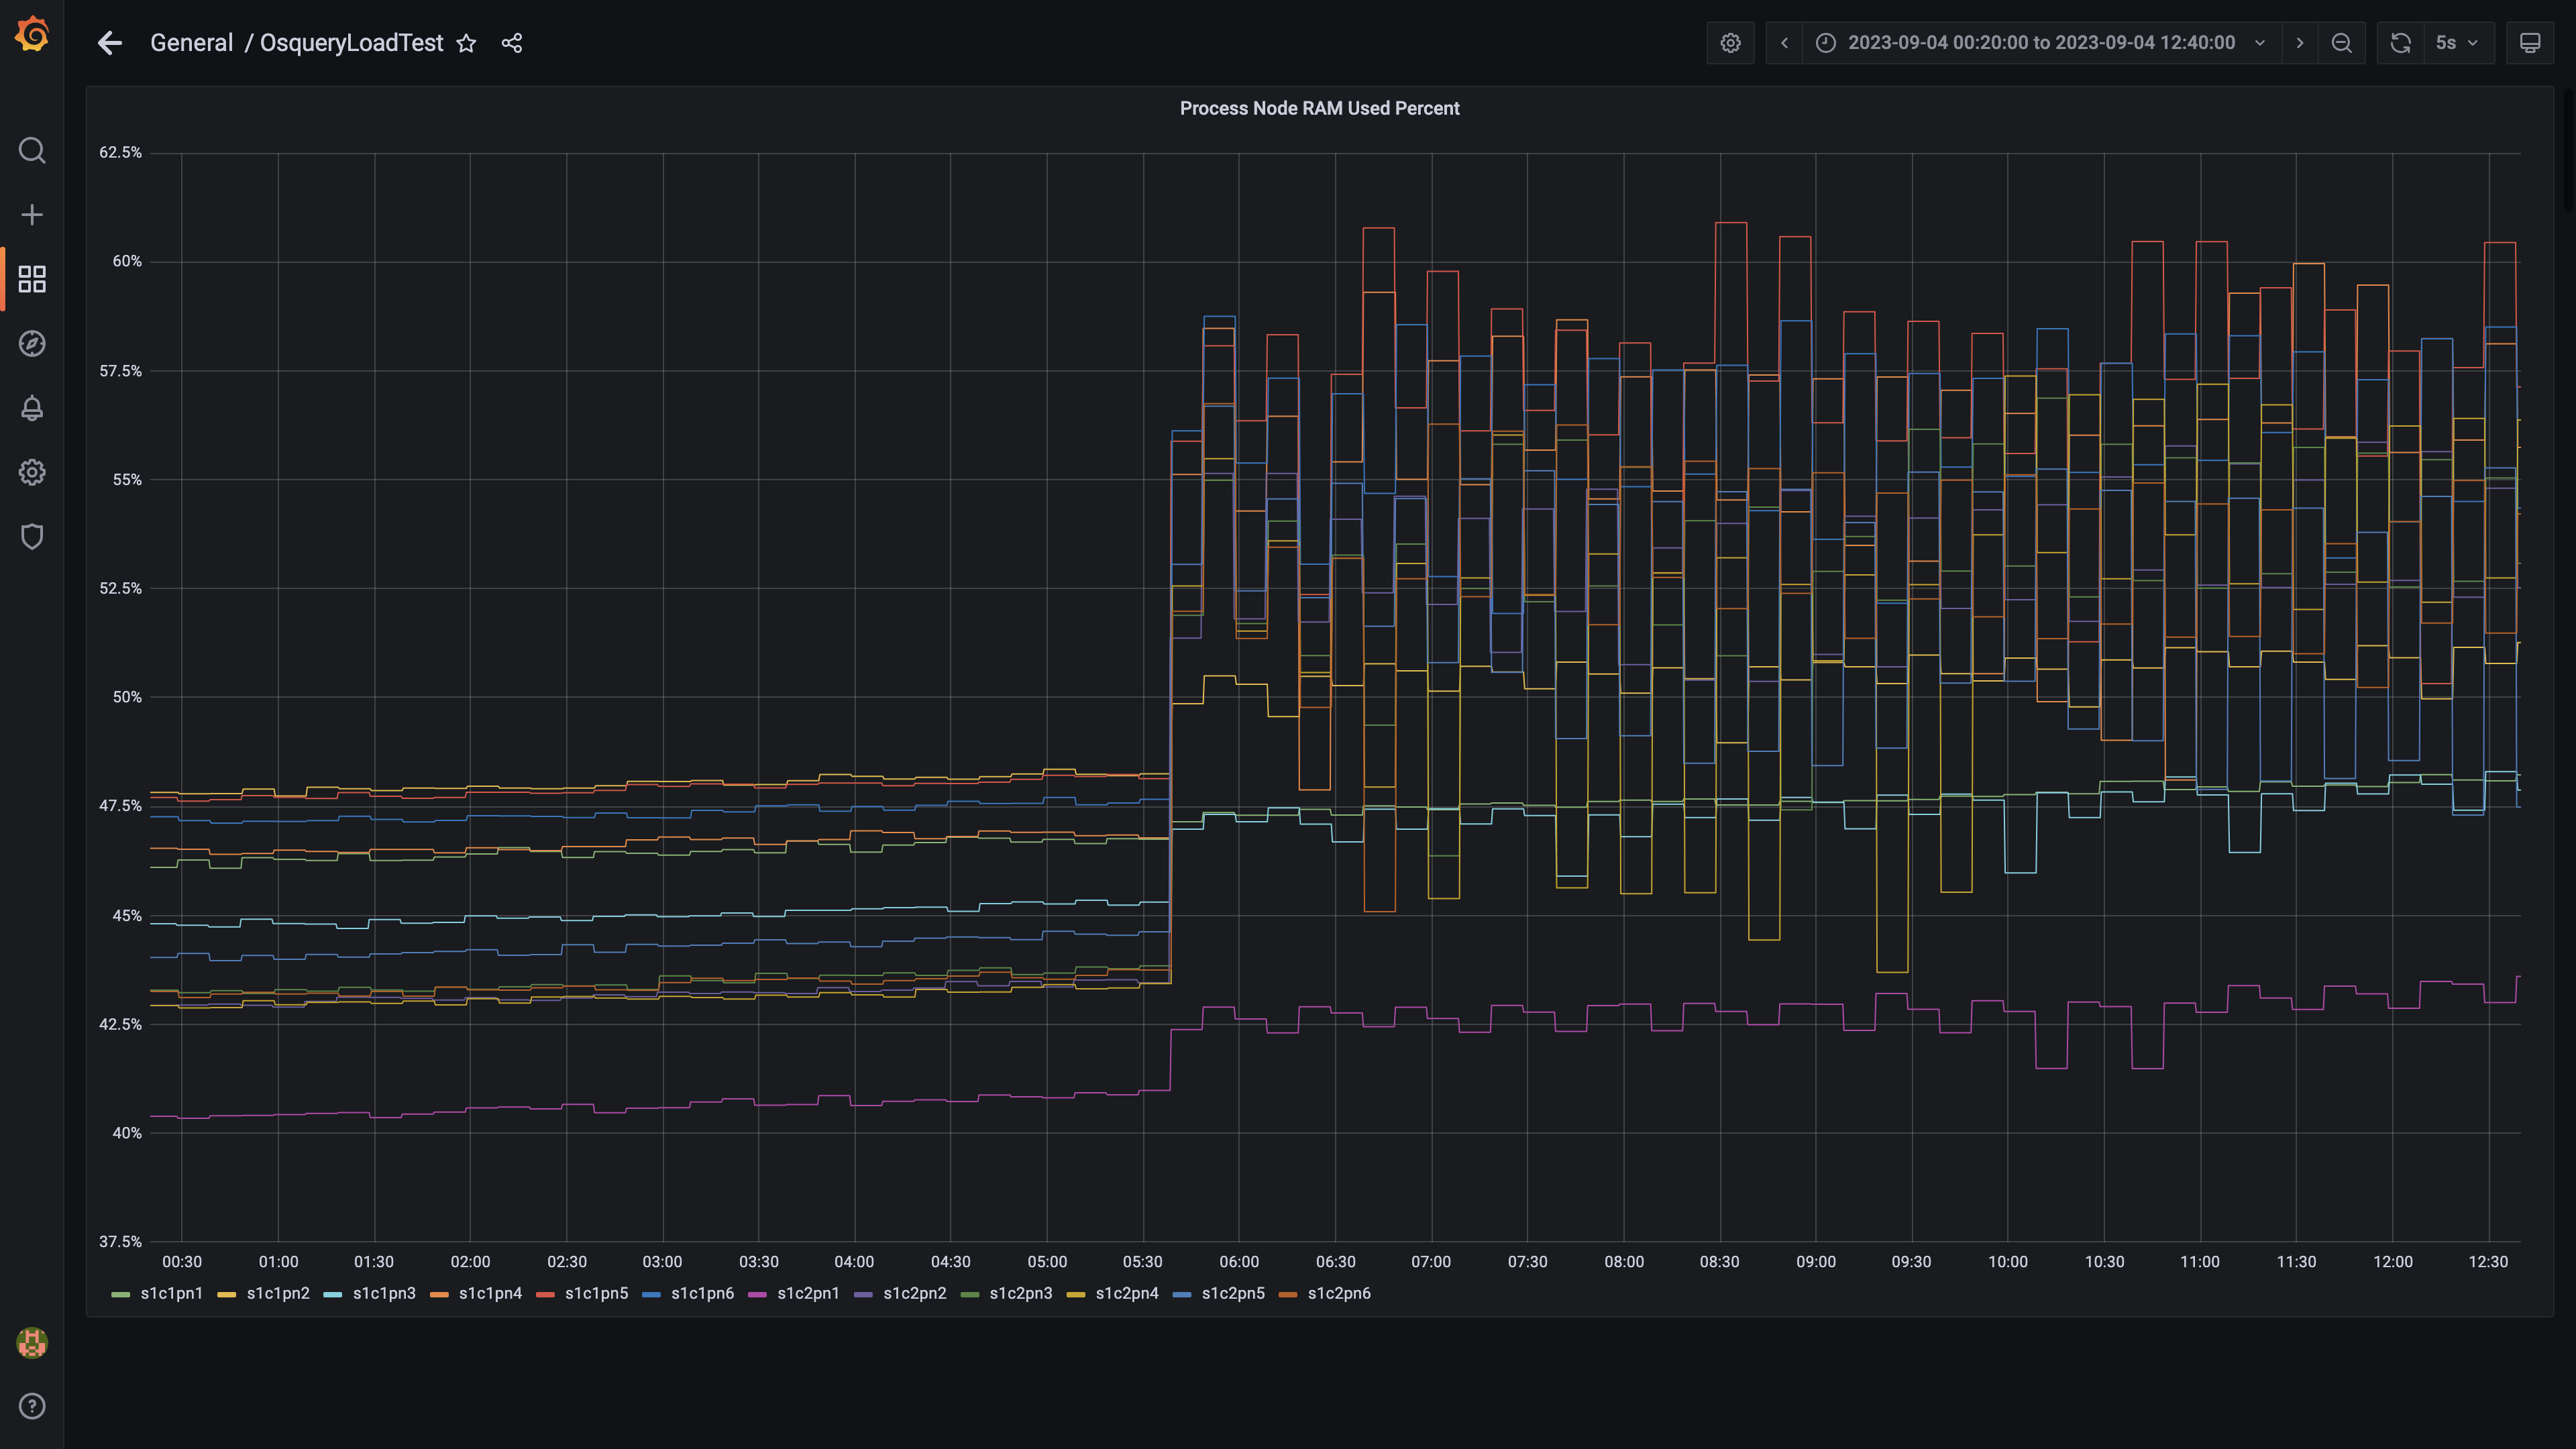 General / OsqueryLoadTest
2023-09-04 00:20:00 to 2023-09-04 12:40:00
5s
Process Node RAM Used Percent
62.5%
60%
57.5%
55%
52.5%
50%
47.5%
45%
42.5%
40%
37.5%
00:30 01:00 01:30 02:00 02:30 03:00 03:30 04:00 04:30 05:00 05:30 06:00 06:30 07:00 07:30 08:00 08:30 09:00 09:30 10:00 10:30 11:00 11:30 12:00 12:30
s1c1pn1 s1c1pn2 s1c1pn3 s1c1pn4 s1c1pn5 s1c1pn6 s1c2pn1 s1c2pn2 s1c2pn3 s1c2pn4 s1c2pn5 s1c2pn6